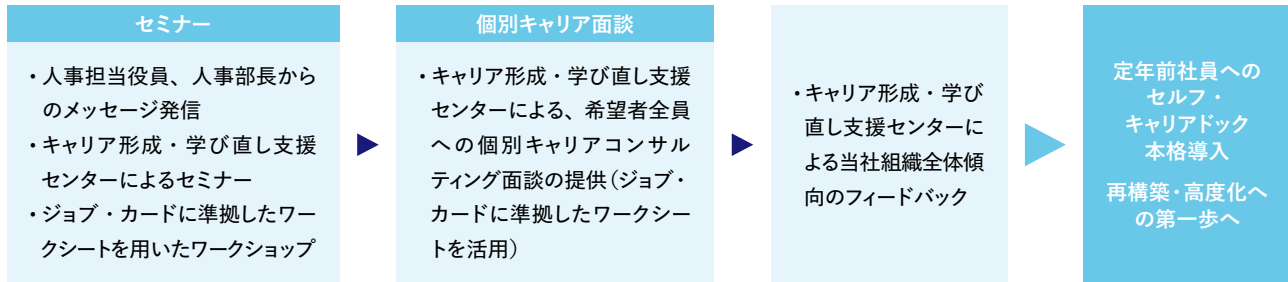 セミナー
・人事担当役員、人事部長から
のメッセージ発信
・キャリア形成・学び直し支援
センターによるセミナー
・ジョブ・カードに準拠したワー
クシートを用いたワークショップ
個別キャリア面談
・キャリア形成・学び直し支援
センターによる、希望者全員
への個別キャリアコンサル
ティング面談の提供（ジョブ・
カードに準拠したワークシー
トを活用）
・キャリア形成・学び
直し支援センターに
よる当社組織全体傾
向のフィードバック
定年前社員への
セルフ・
キャリアドック
本格導入
再構築・高度化へ
の第一歩へ